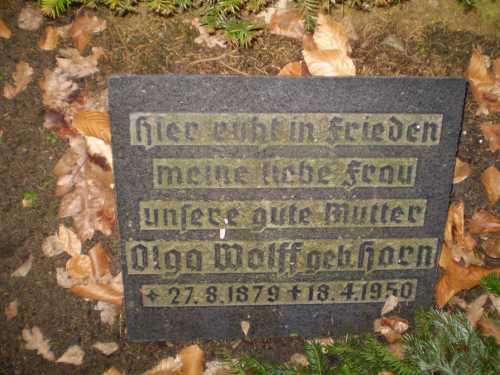 Hier ruht in Frieden
meine liebe Frau
unsere gute Mutter
Olga Wolff geb. Horn
+ 27.8.1879 + 18.4.1950